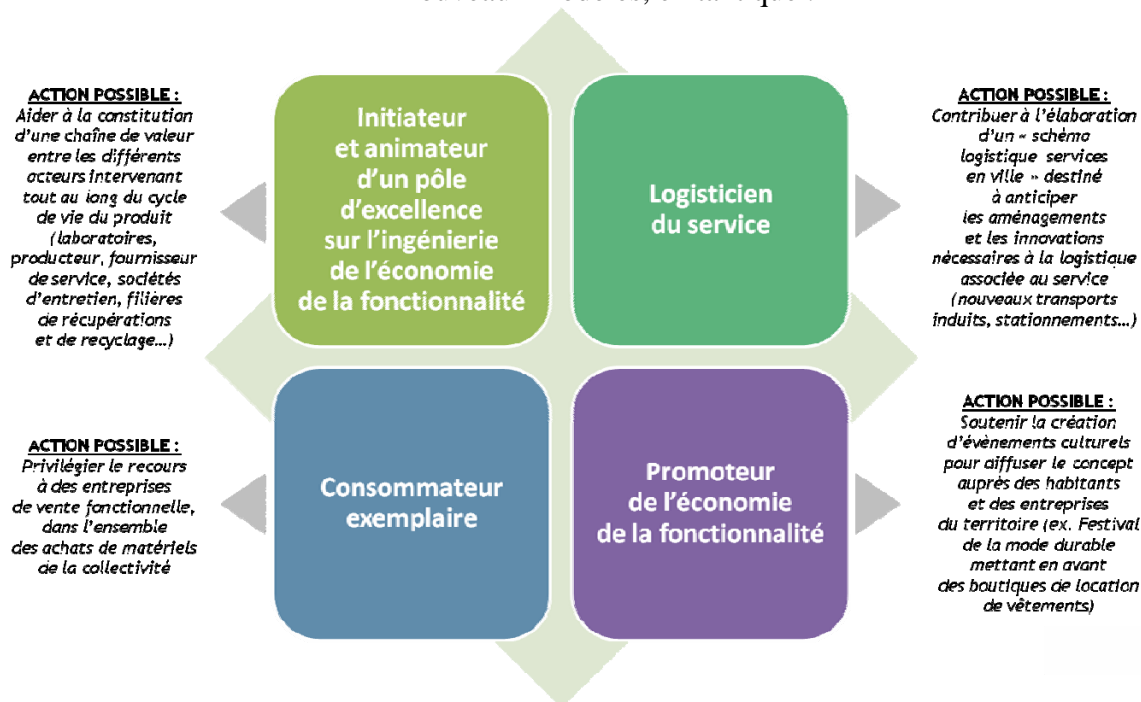 ACTION POSSIBLE :
Aider à la constitution
d'une chaîne de valeur
entre les différents
acteurs intervenant
tout au long du cycle
de vie du produit
(laboratoires,
producteur, fournisseur
de service, sociétés
d'entretien, filières
de récupérations
et de recyclage...)
Initiateur
et animateur
d'un pôle
d'excellence
sur l'ingénierie
de l'économie
de la fonctionnalité
Logisticien
du service
ACTION POSSIBLE :
Contribuer à l'élaboration
d'un « schéma
logistique services
en ville » destiné
à anticiper
les aménagements
et les innovations
nécessaires à la logistique
associée au service
(nouveaux transports
induits, stationnements...)
ACTION POSSIBLE :
Privilégier le recours
à des entreprises
de vente fonctionnelle,
dans l'ensemble
des achats de matériels
de la collectivité
Consommateur
exemplaire
Promoteur
de l'économie
de la fonctionnalité
ACTION POSSIBLE :
Soutenir la création
d'évènements culturels
pour diffuser le concept
auprès des habitants
et des entreprises
du territoire (ex. Festival
de la mode durable
mettant en avant
des boutiques de location
de vêtements)